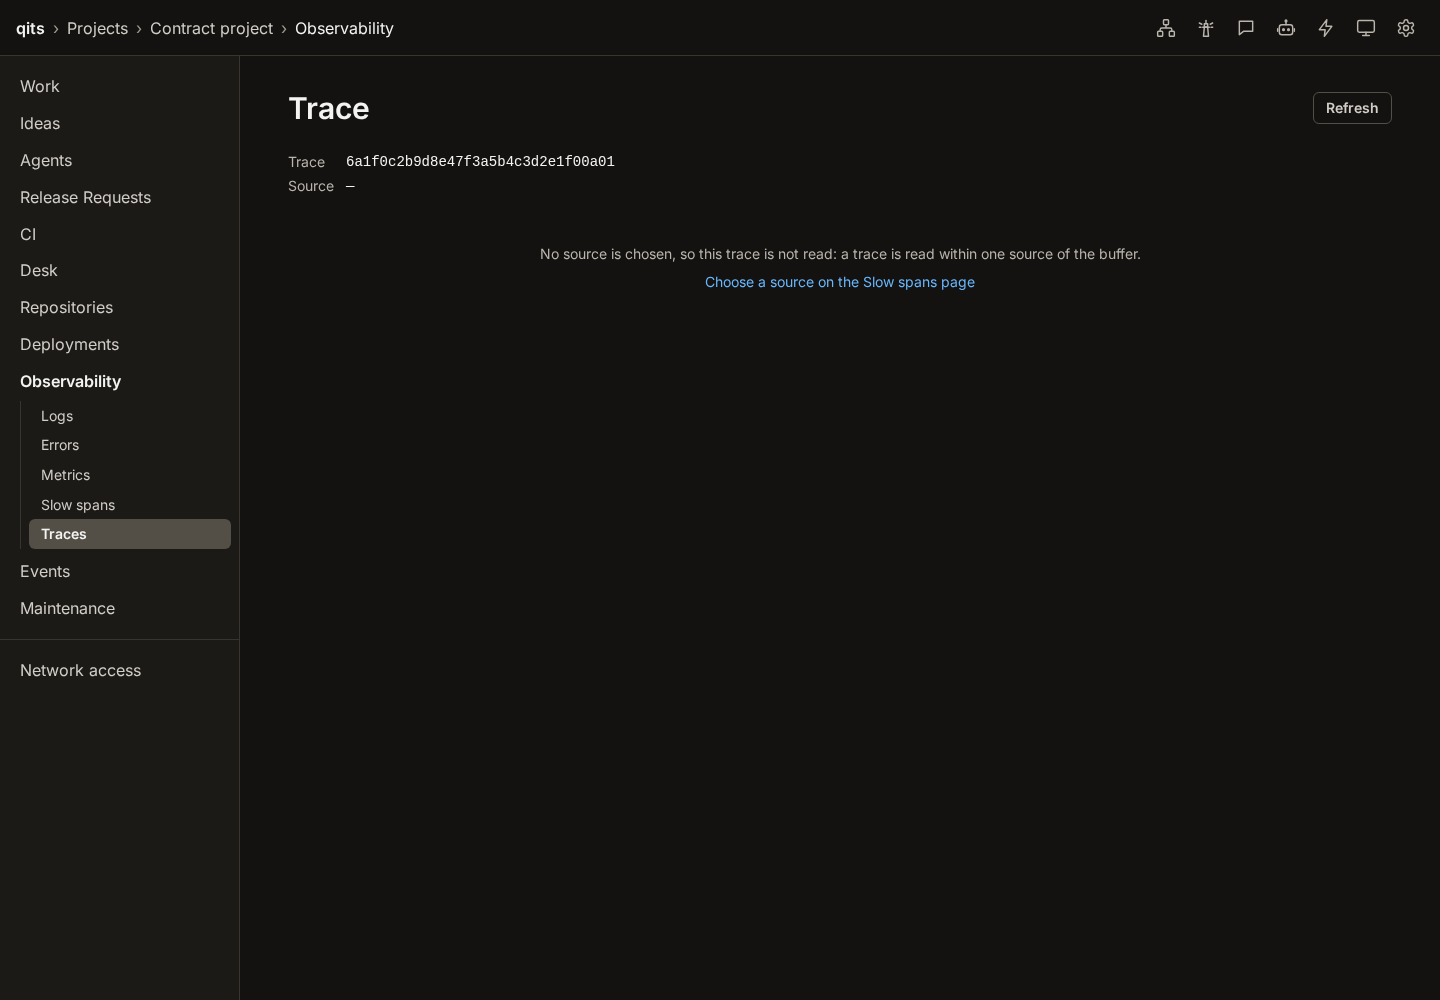 qits › Projects › Contract project › Observability
Work
Ideas
Agents
Release Requests
CI
Desk
Repositories
Deployments
Observability
Logs
Errors
Metrics
Slow spans
Traces
Events
Maintenance
Network access
Trace
Refresh
Trace 6a1f0c2b9d8e47f3a5b4c3d2e1f00a01
Source —
No source is chosen, so this trace is not read: a trace is read within one source of the buffer.
Choose a source on the Slow spans page